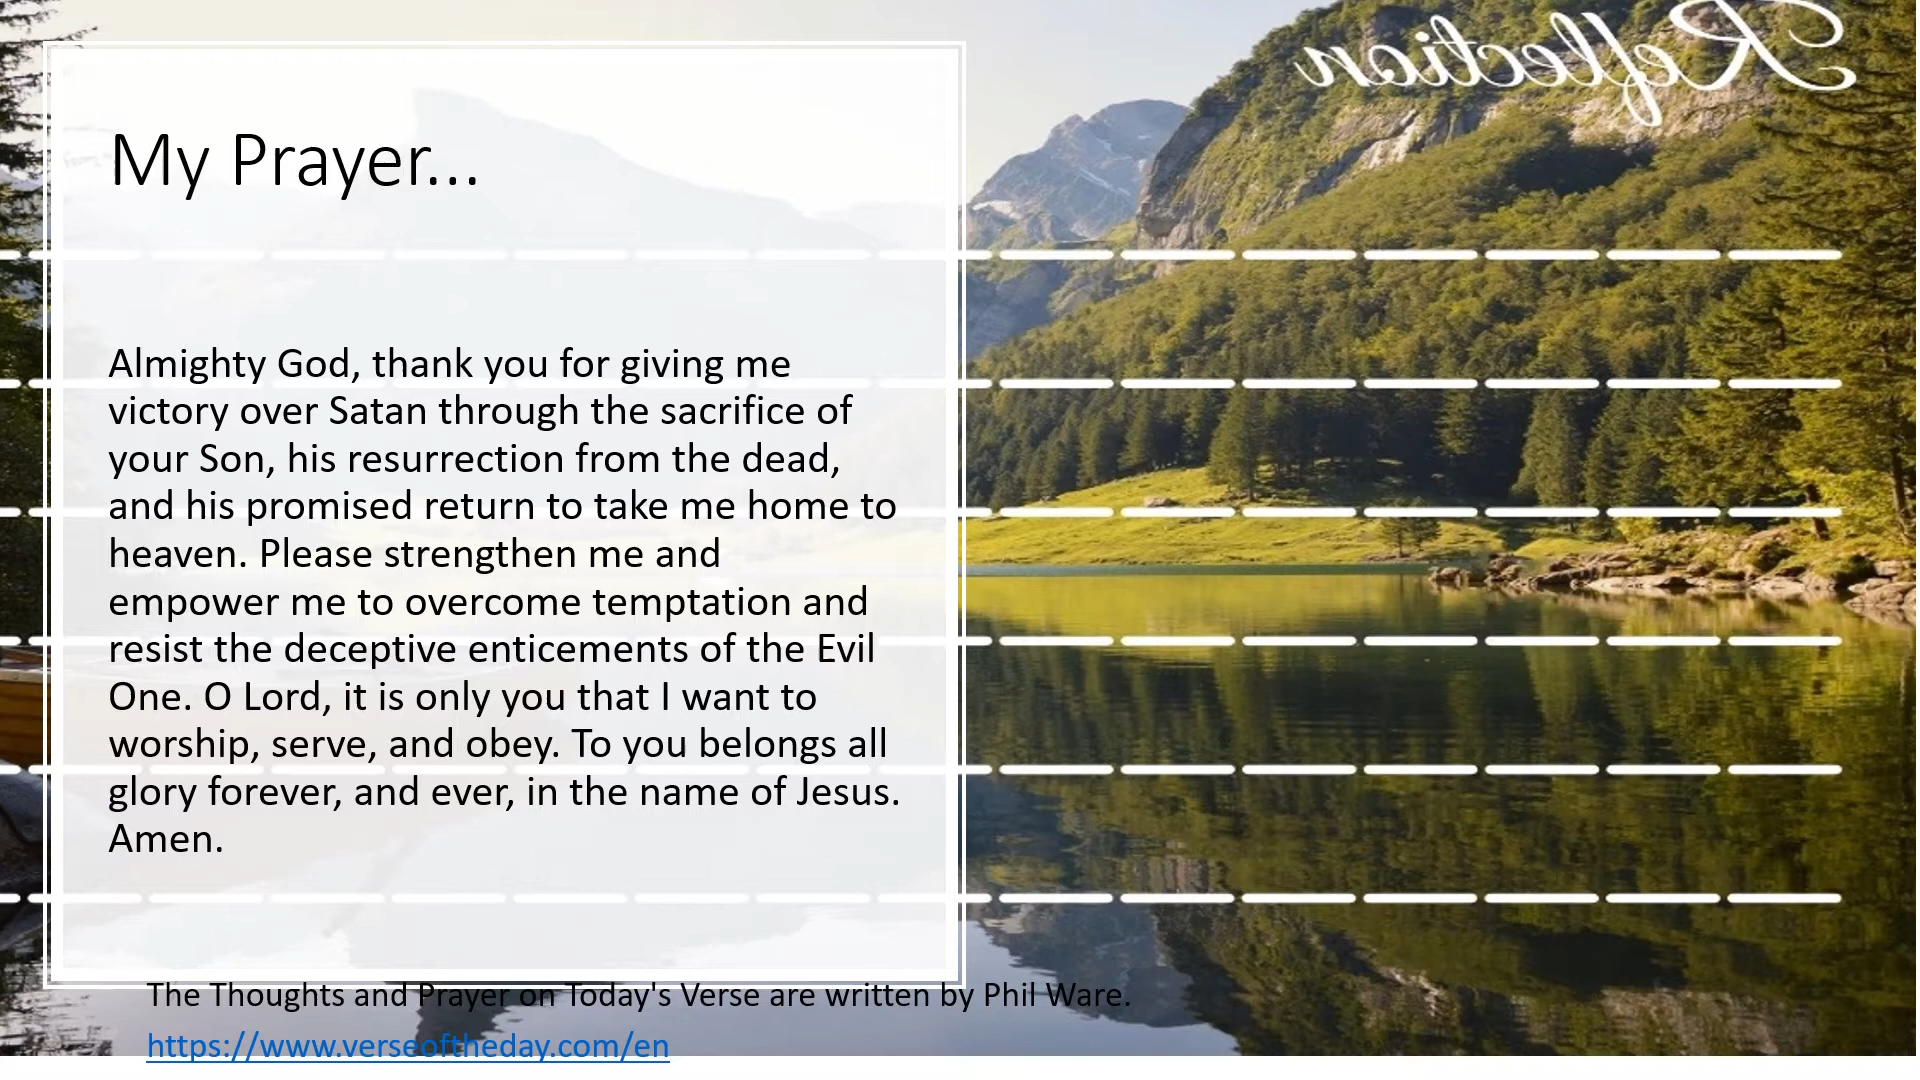 Reflection
My Prayer...
Almighty God, thank you for giving me
victory over Satan through the sacrifice of
your Son, his resurrection from the dead,
and his promised return to take me home to
heaven. Please strengthen me and
empower me to overcome temptation and
resist the deceptive enticements of the Evil
One. O Lord, it is only you that I want to
worship, serve, and obey. To you belongs all
glory forever, and ever, in the name of Jesus.
Amen.
The Thoughts and Prayer on Today's Verse are written by Phil Ware.
https://www.verseoftheday.com/en